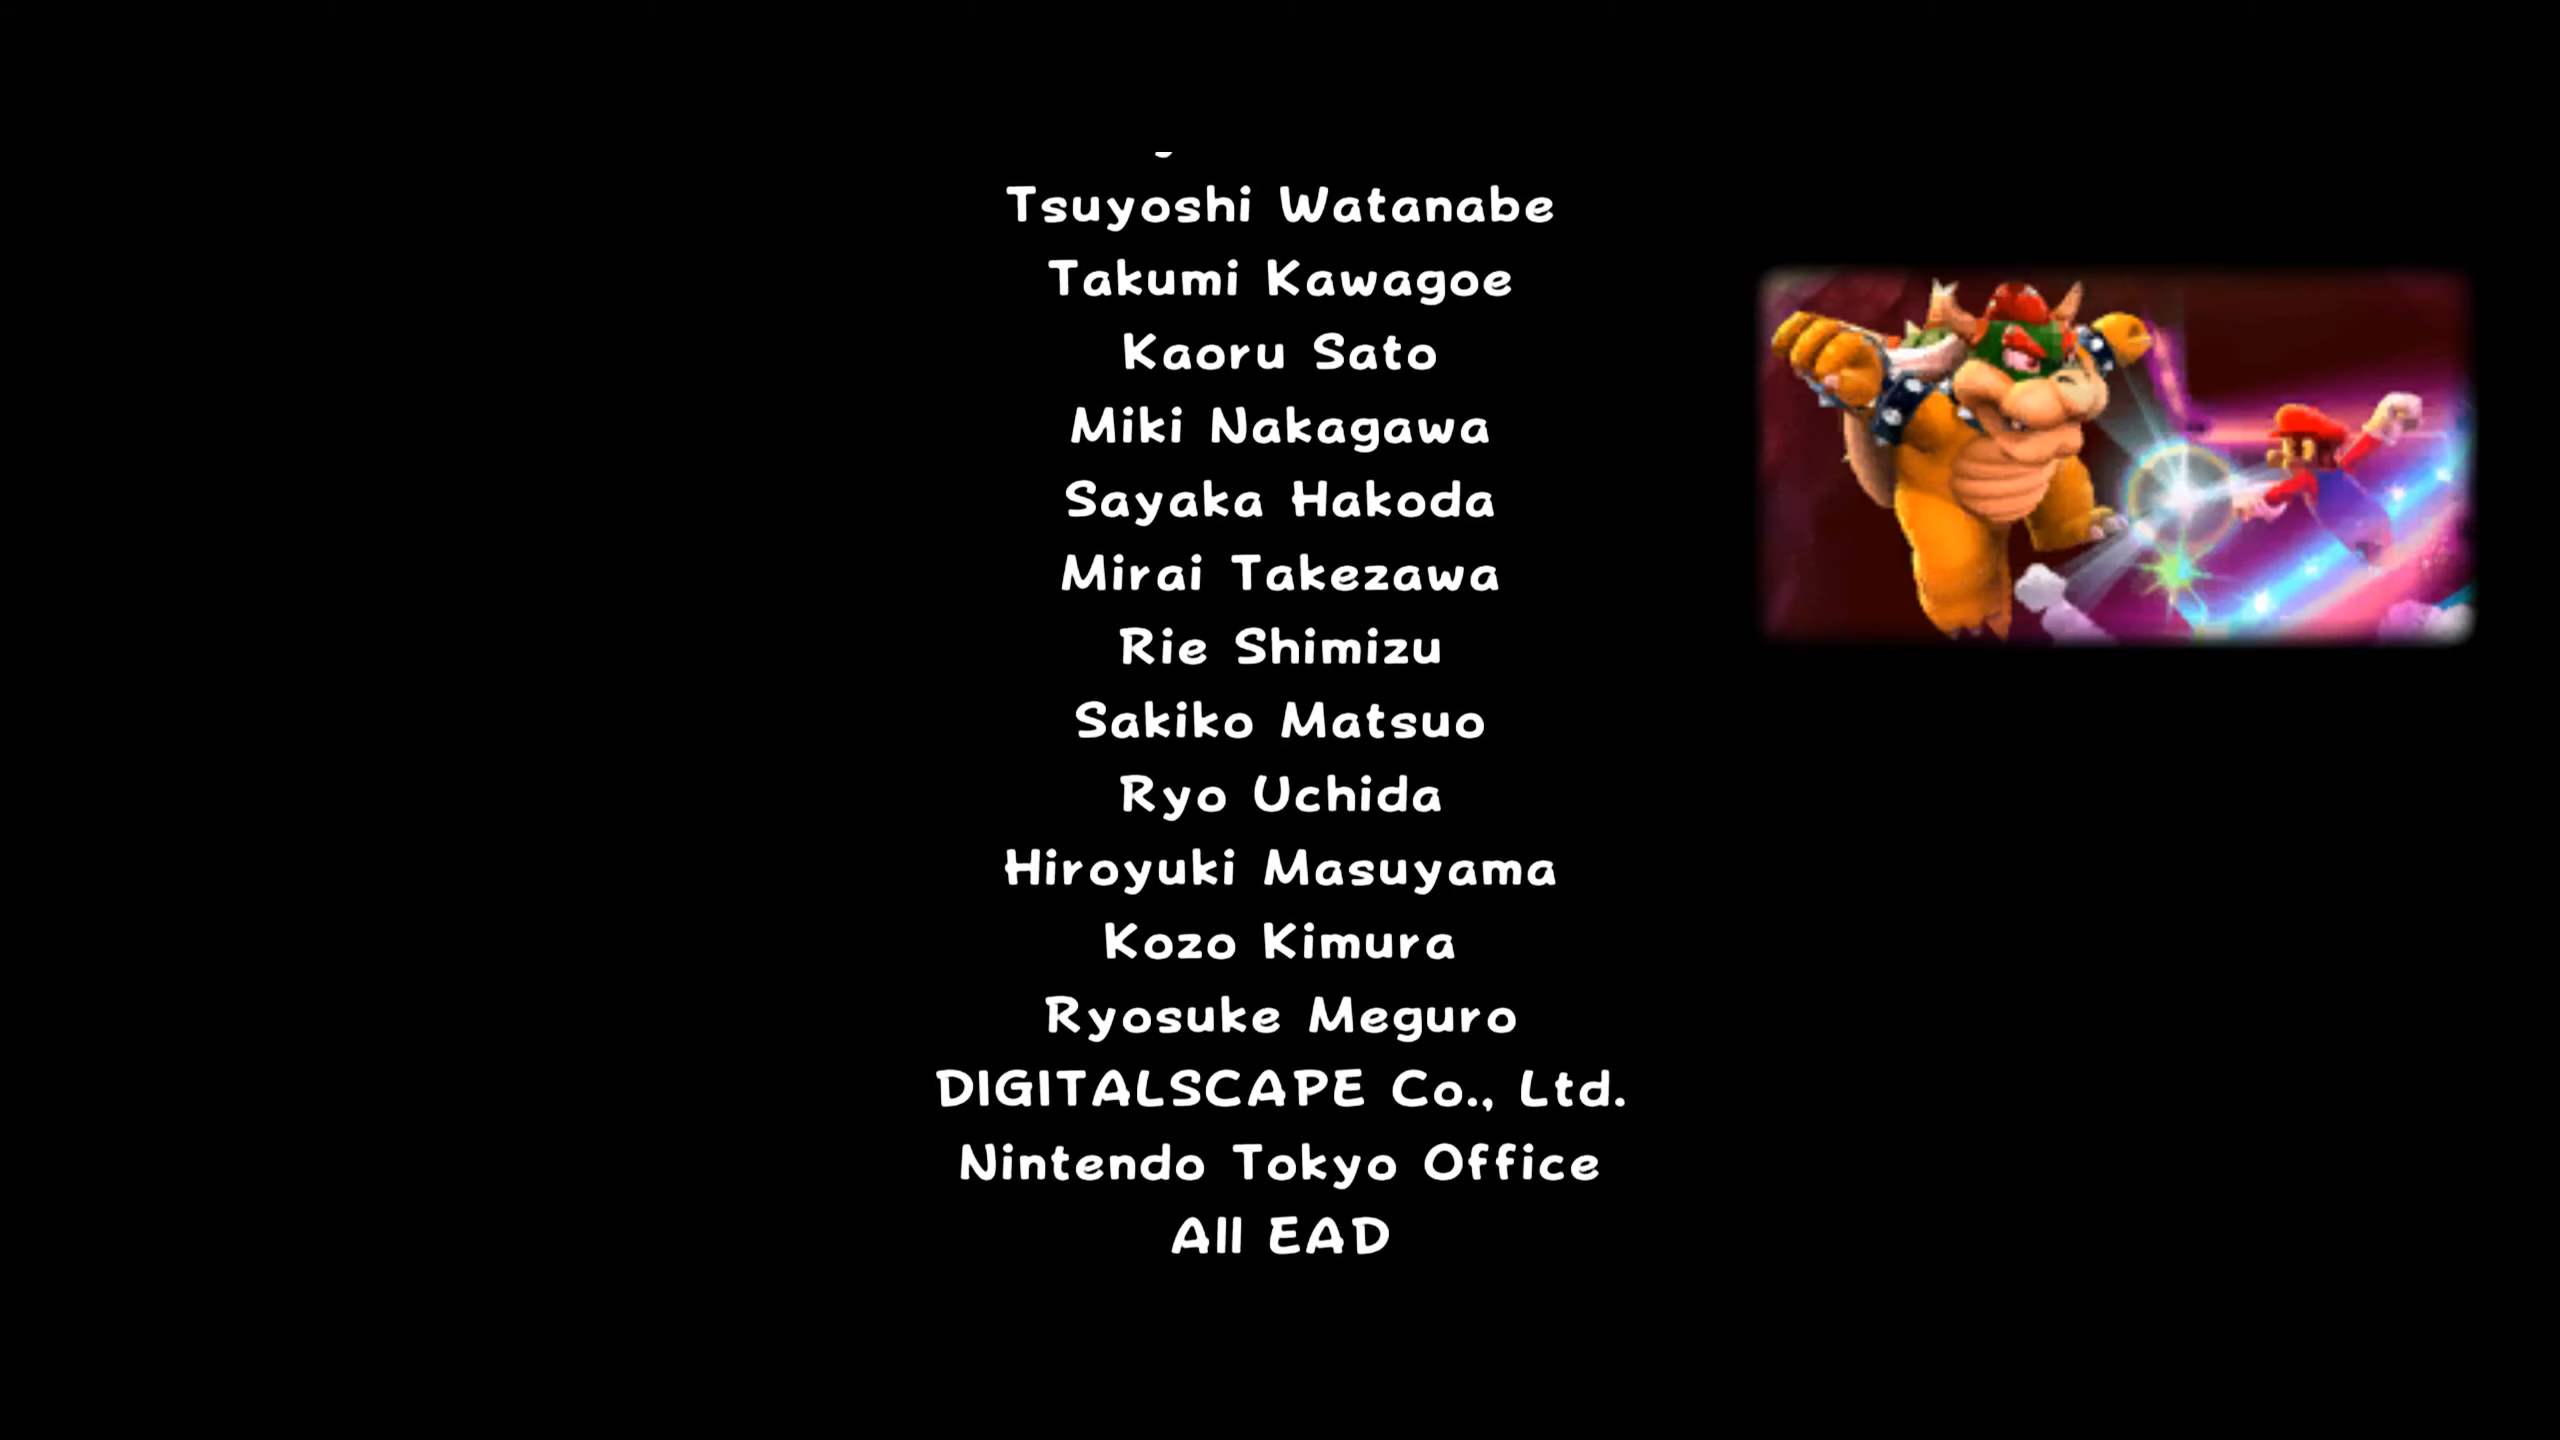 Tsuyoshi Watanabe
Takumi Kawagoe
Kaoru Sato
Miki Nakagawa
Sayaka Hakoda
Mirai Takezawa
Rie Shimizu
Sakiko Matsuo
Ryo Uchida
Hiroyuki Masuyama
Kozo Kimura
Ryosuke Meguro
DIGITALSCAPE Co., Ltd.
Nintendo Tokyo Office
All EAD